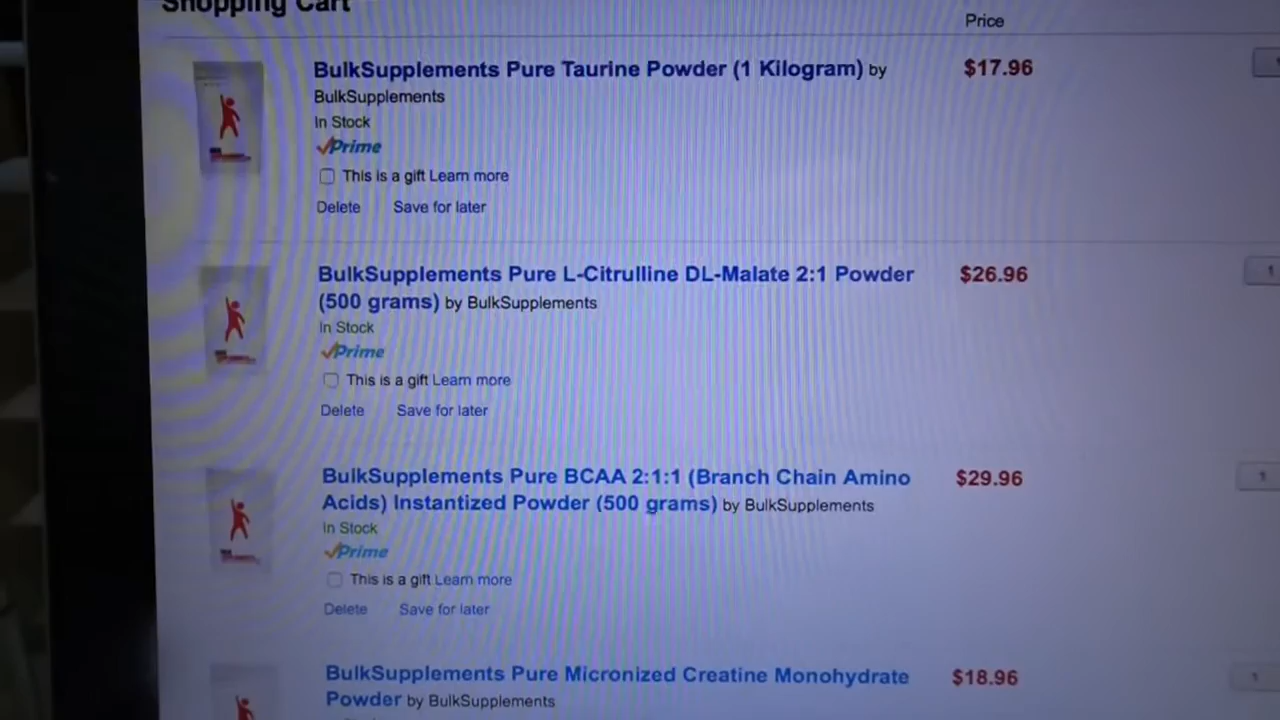 Shopping Cart
Price
BulkSupplements Pure Taurine Powder (1 Kilogram) by
BulkSupplements
$17.96
In Stock
Prime
This is a gift Learn more
Delete Save for later
BulkSupplements Pure L-Citrulline DL-Malate 2:1 Powder
(500 grams) by BulkSupplements
$26.96
1
In Stock
Prime
This is a gift Learn more
Delete Save for later
BulkSupplements Pure BCAA 2:1:1 (Branch Chain Amino
Acids) Instantized Powder (500 grams) by BulkSupplements
$29.96
1
In Stock
Prime
This is a gift Learn more
Delete Save for later
BulkSupplements Pure Micronized Creatine Monohydrate
Powder by BulkSupplements
$18.96
1